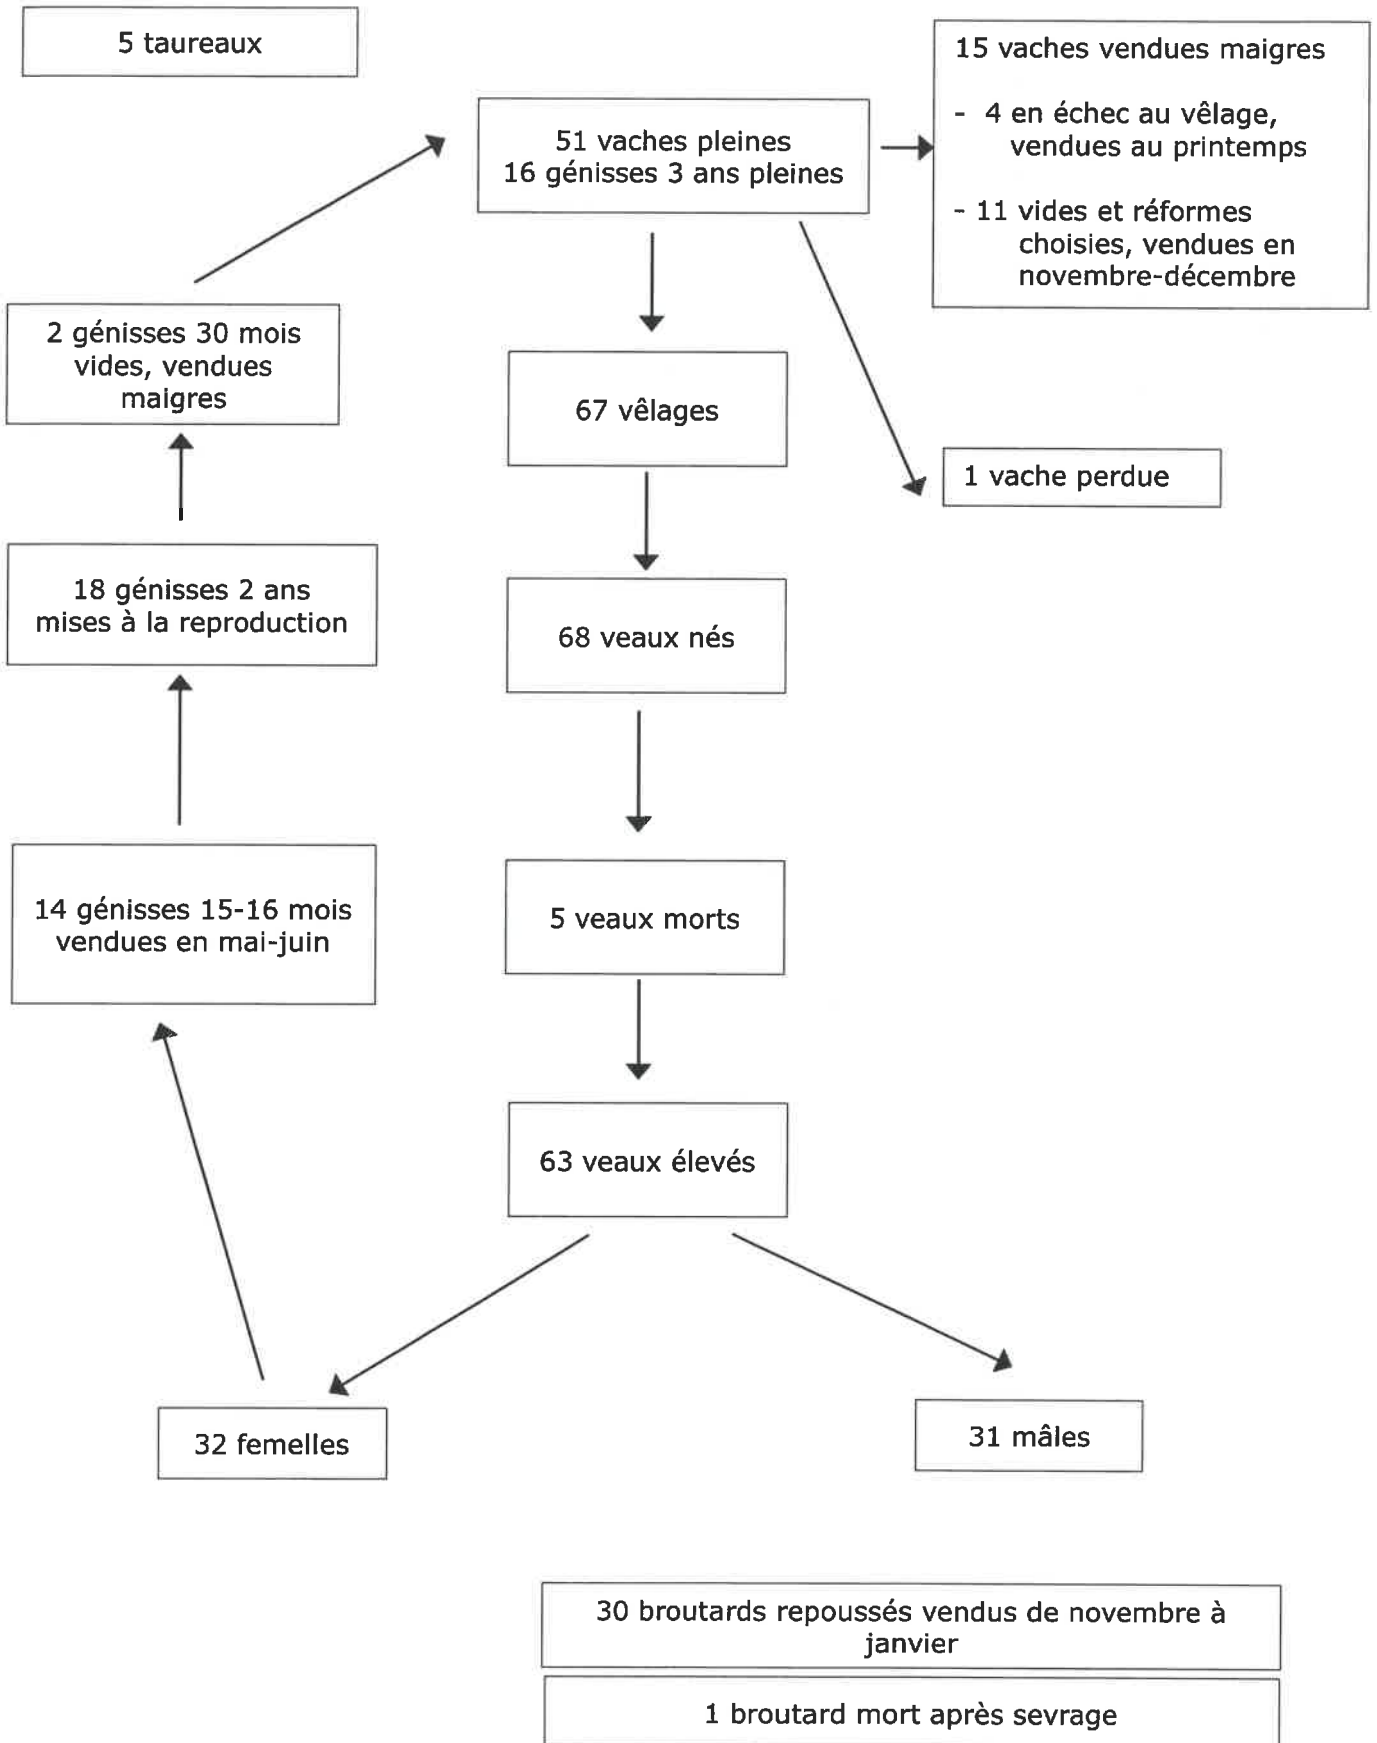 5 taureaux
51 vaches pleines
16 génisses 3 ans pleines
15 vaches vendues maigres
- 4 en échec au vêlage,
vendues au printemps
- 11 vides et réformes
choisies, vendues en
novembre-décembre
2 génisses 30 mois
vides, vendues
maigres
67 vêlages
1 vache perdue
18 génisses 2 ans
mises à la reproduction
68 veaux nés
14 génisses 15-16 mois
vendues en mai-juin
5 veaux morts
63 veaux élevés
32 femelles
31 mâles
30 broutards repoussés vendus de novembre à
janvier
1 broutard mort après sevrage